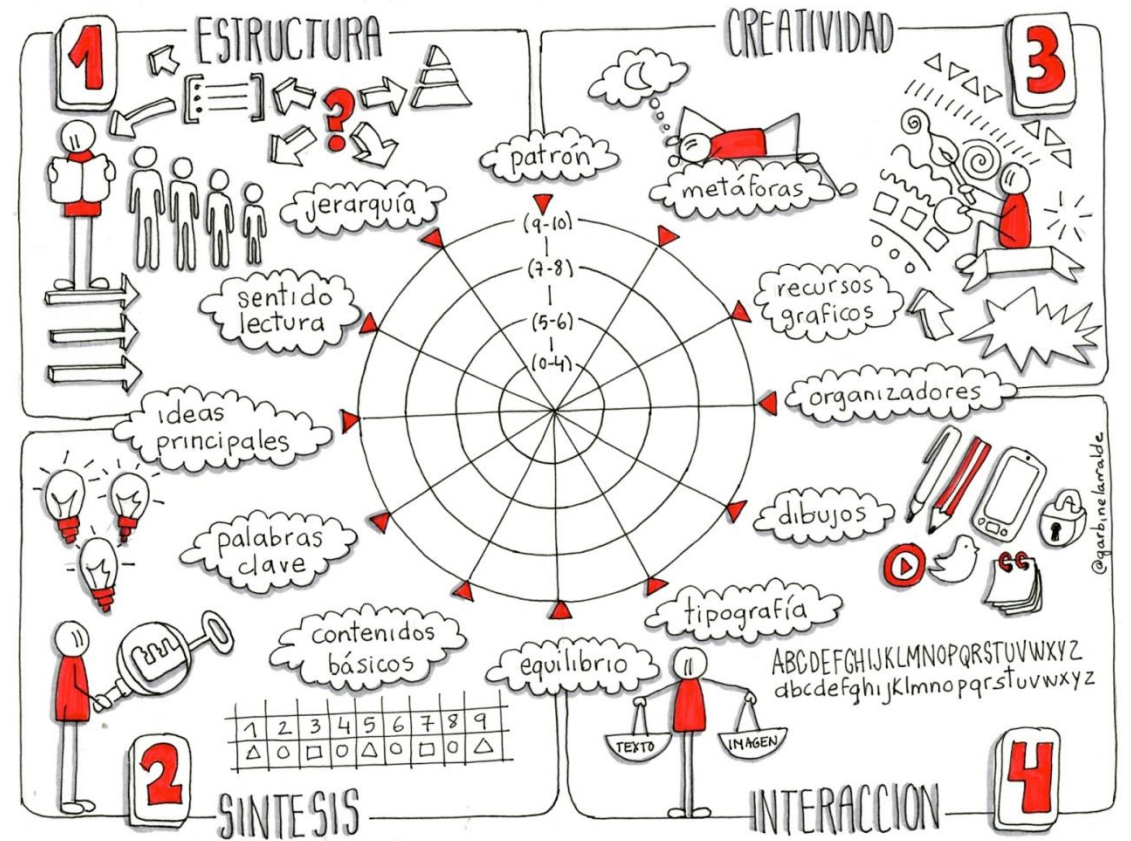 1
ESTRUCTURA
?
jerarquía
sentido
lectura
patrón
CREATIVIDAD
3
metáforas
recursos
graficos
organizadores
(9-10)
(7-8)
(5-6)
(0-4)
ideas
principales
palabras
clave
contenidos
básicos
1 2 3 4 5 6 7 8 9
2
SINTESIS
equilibrio
dibujos
tipografía
ABCDEFGHIJKLMNOPQRSTUVWXYZ
abcdefghijklmnopqrstuvwxyz
TEXTO
IMAGEN
INTERACCION
4
@garbinelarralde